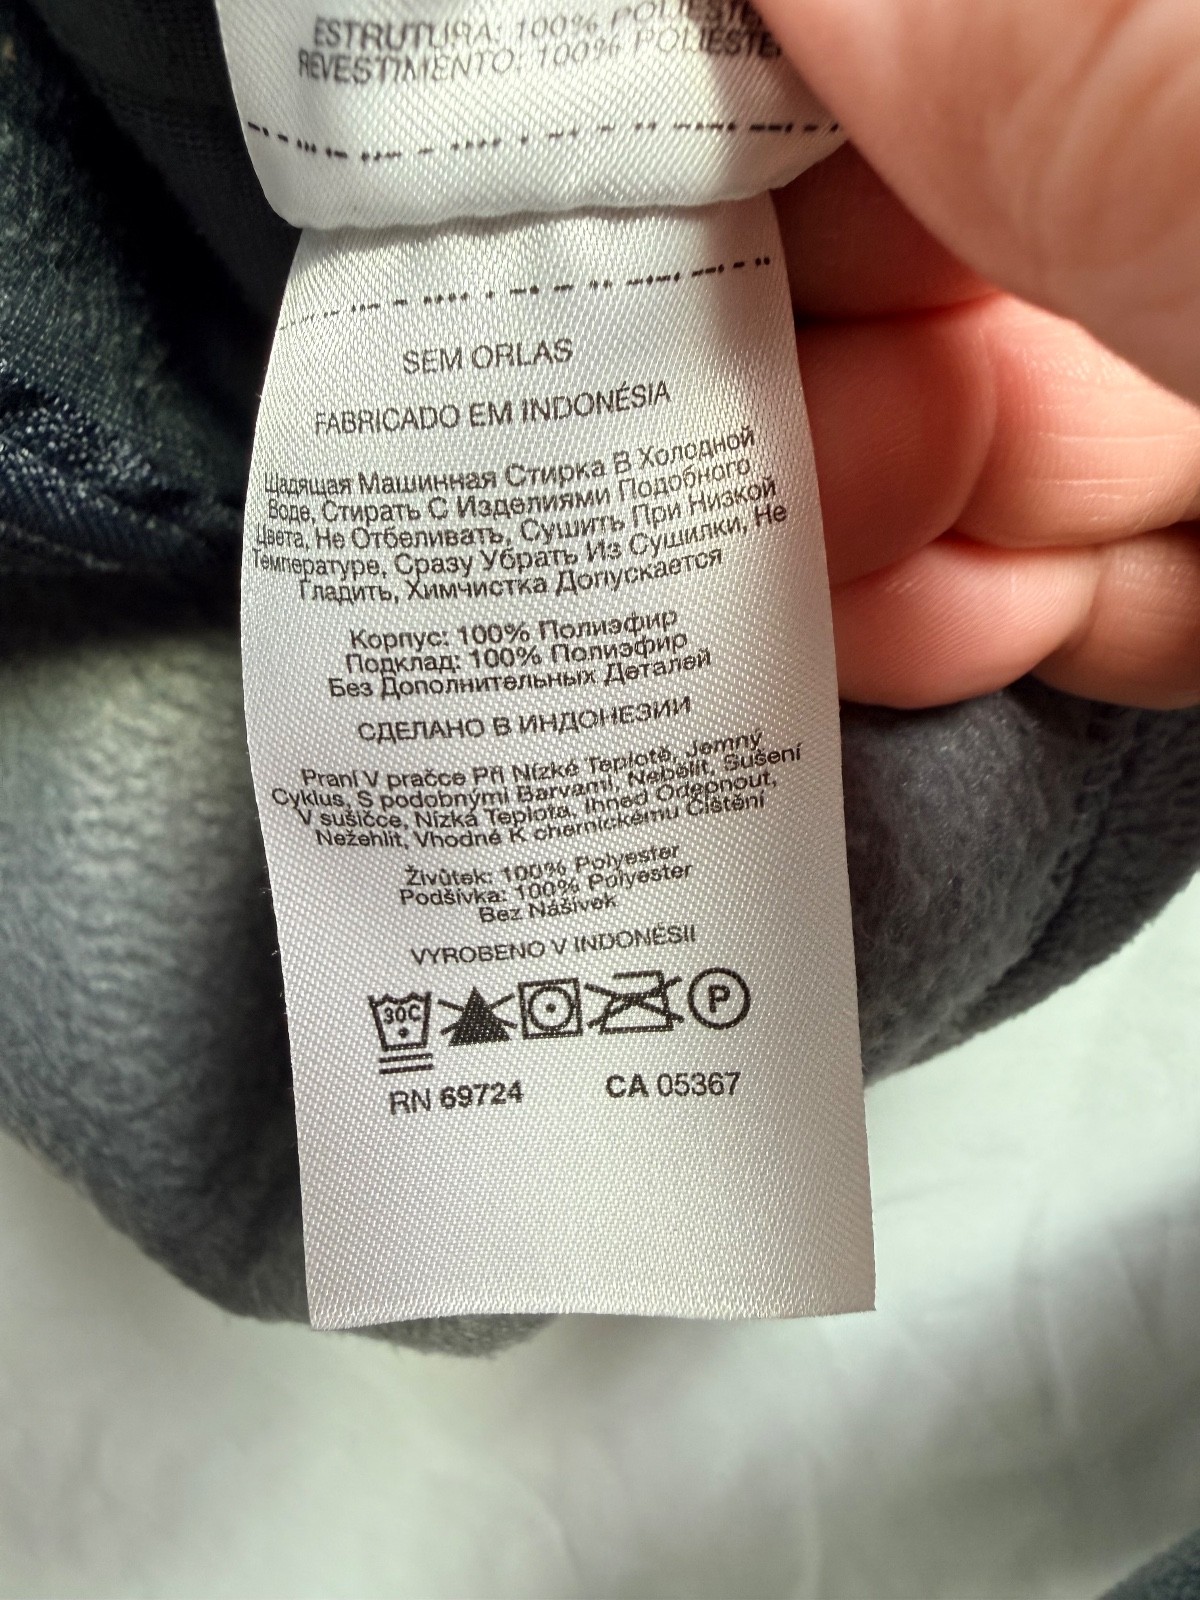 ESTRUTURA: 100% POLIESTE
REVESTIMENTO: 100% POLIESTE
SEM ORLAS
FABRICADO EM INDONÉSIA
Щадящая Машинная Стирка В Холодной
Воде, Стирать С Изделиями Подобного
Цвета, Не Отбеливать, Сушить При Низкой
Температуре, Сразу Убрать Из Сушилки, Не
Гладить, Химчистка Допускается
Корпус: 100% Полиэфир
Подклад: 100% Полиэфир
Без Дополнительных Деталей
СДЕЛАНО В ИНДОНЕЗИИ
Praní V pračce Při Nízké Teplotě, Jemný
Cyklus, S podobnými Barvami, Nebělit, Sušení
V sušičce, Nízká Teplota, Ihned Odepnout,
Nežehlit, Vhodné K chemickému Čištění
Živůtek: 100% Polyester
Podšívka: 100% Polyester
Bez Nášivek
VYROBENO V INDONÉSII
30C P
RN 69724 CA 05367